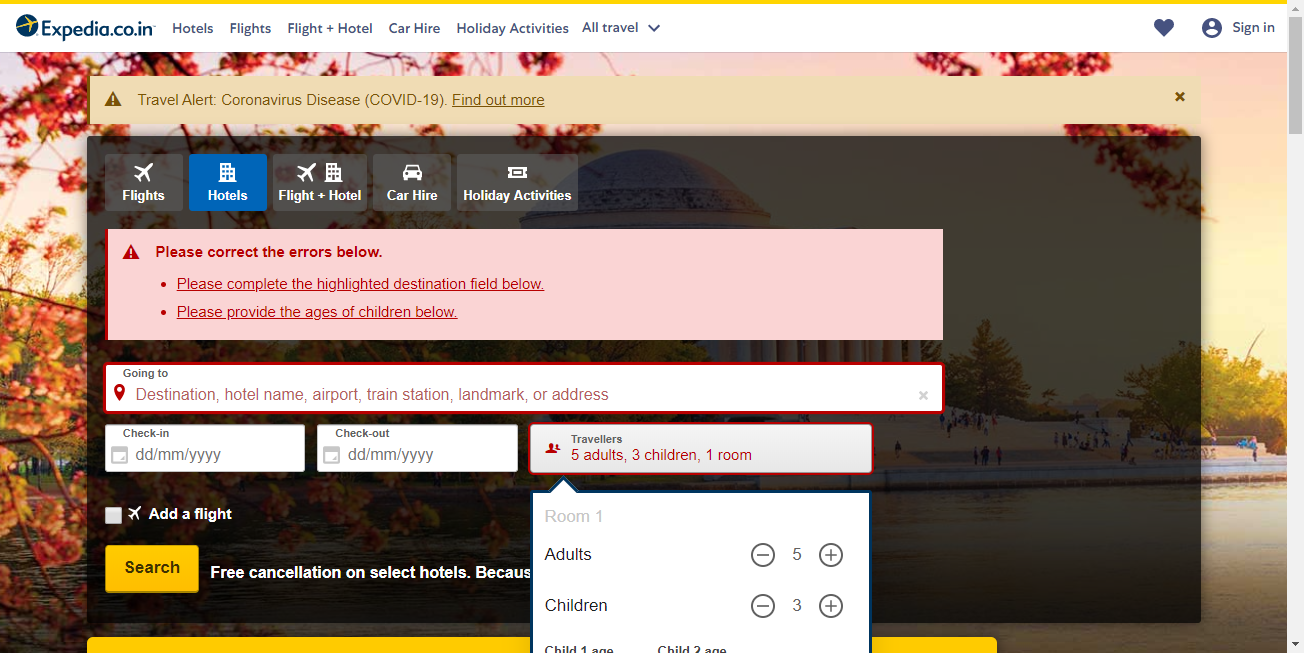 Expedia.co.in Hotels Flights Flight + Hotel Car Hire Holiday Activities All travel Sign in
Travel Alert: Coronavirus Disease (COVID-19). Find out more
Flights Hotels Flight + Hotel Car Hire Holiday Activities
Please correct the errors below.
Please complete the highlighted destination field below.
Please provide the ages of children below.
Going to
Destination, hotel name, airport, train station, landmark, or address
Check-in Check-out Travellers
dd/mm/yyyy dd/mm/yyyy 5 adults, 3 children, 1 room
Room 1
Add a flight
Adults 5
Search Free cancellation on select hotels. Becaus
Children 3
Child 1 age Child 2 age